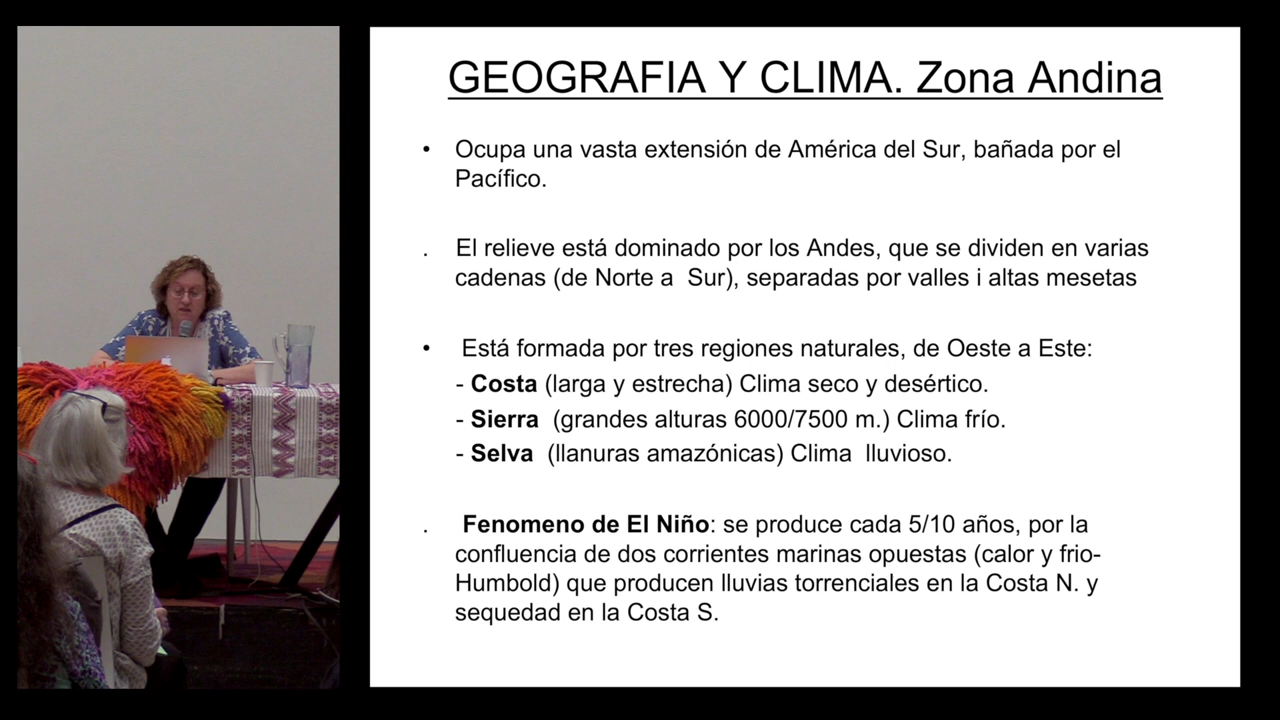 GEOGRAFIA Y CLIMA. Zona Andina
• Ocupa una vasta extensión de América del Sur, bañada por el
Pacífico.
. El relieve está dominado por los Andes, que se dividen en varias
cadenas (de Norte a  Sur), separadas por valles i altas mesetas
• Está formada por tres regiones naturales, de Oeste a Este:
- Costa (larga y estrecha) Clima seco y desértico.
- Sierra  (grandes alturas 6000/7500 m.) Clima frío.
- Selva  (llanuras amazónicas) Clima  lluvioso.
. Fenomeno de El Niño: se produce cada 5/10 años, por la
confluencia de dos corrientes marinas opuestas (calor y frio-
Humbold) que producen lluvias torrenciales en la Costa N. y
sequedad en la Costa S.